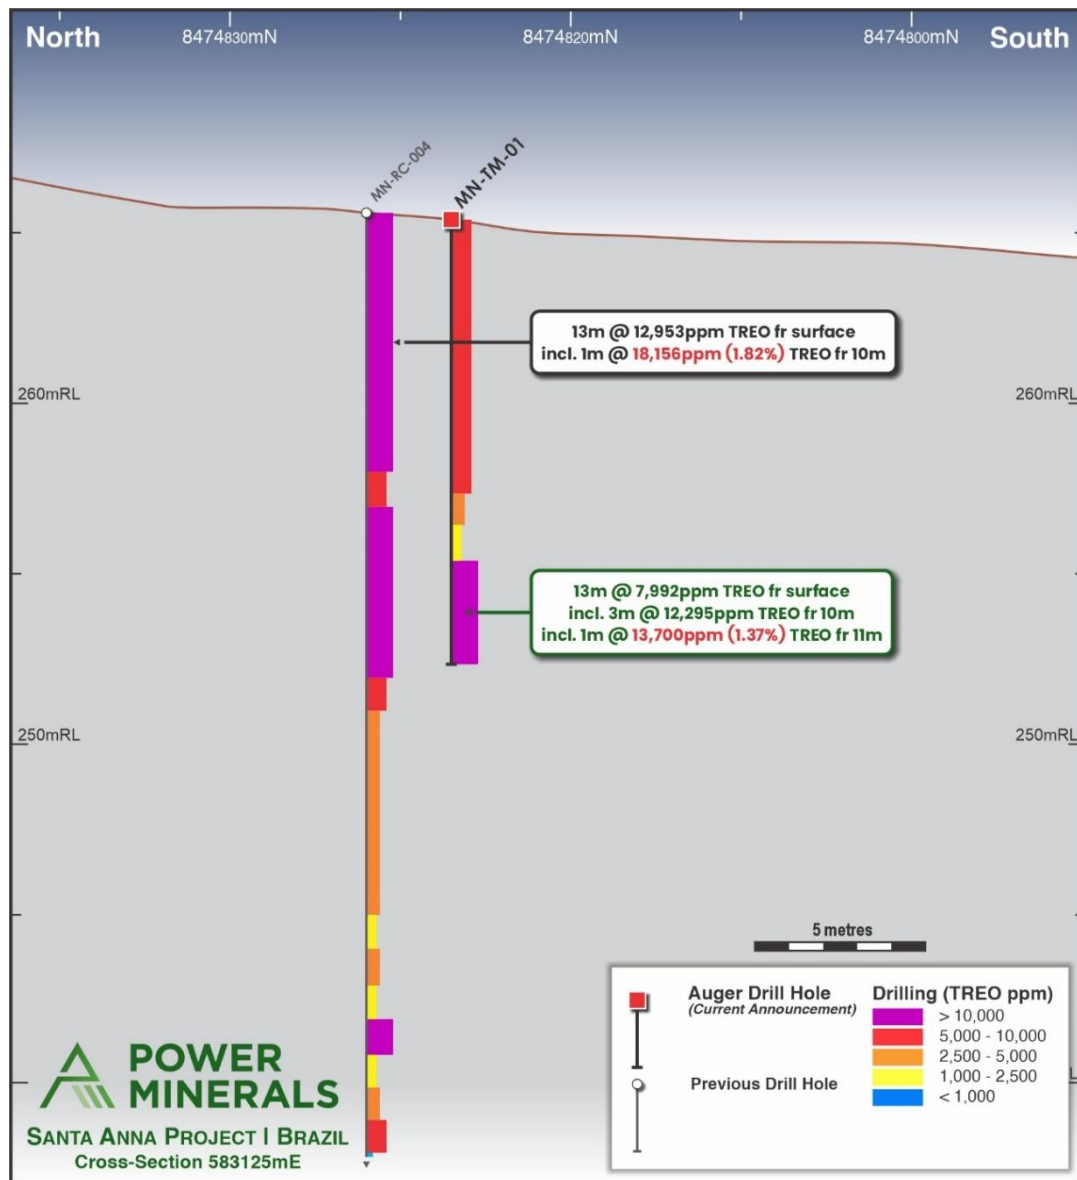 North
8474830mN
8474820mN
8474800mN
South
MN-RC-004
MN-TM-01
13m @ 12,953ppm TREO fr surface
incl. 1m @ 18,156ppm (1.82%) TREO fr 10m
260mRL
260mRL
13m @ 7,992ppm TREO fr surface
incl. 3m @ 12,295ppm TREO fr 10m
incl. 1m @ 13,700ppm (1.37%) TREO fr 11m
250mRL
250mRL
5 metres
Auger Drill Hole
(Current Announcement)
Previous Drill Hole
Drilling (TREO ppm)
> 10,000
5,000 - 10,000
2,500 - 5,000
1,000 - 2,500
< 1,000
POWER
MINERALS
SANTA ANNA PROJECT | BRAZIL
Cross-Section 583125mE